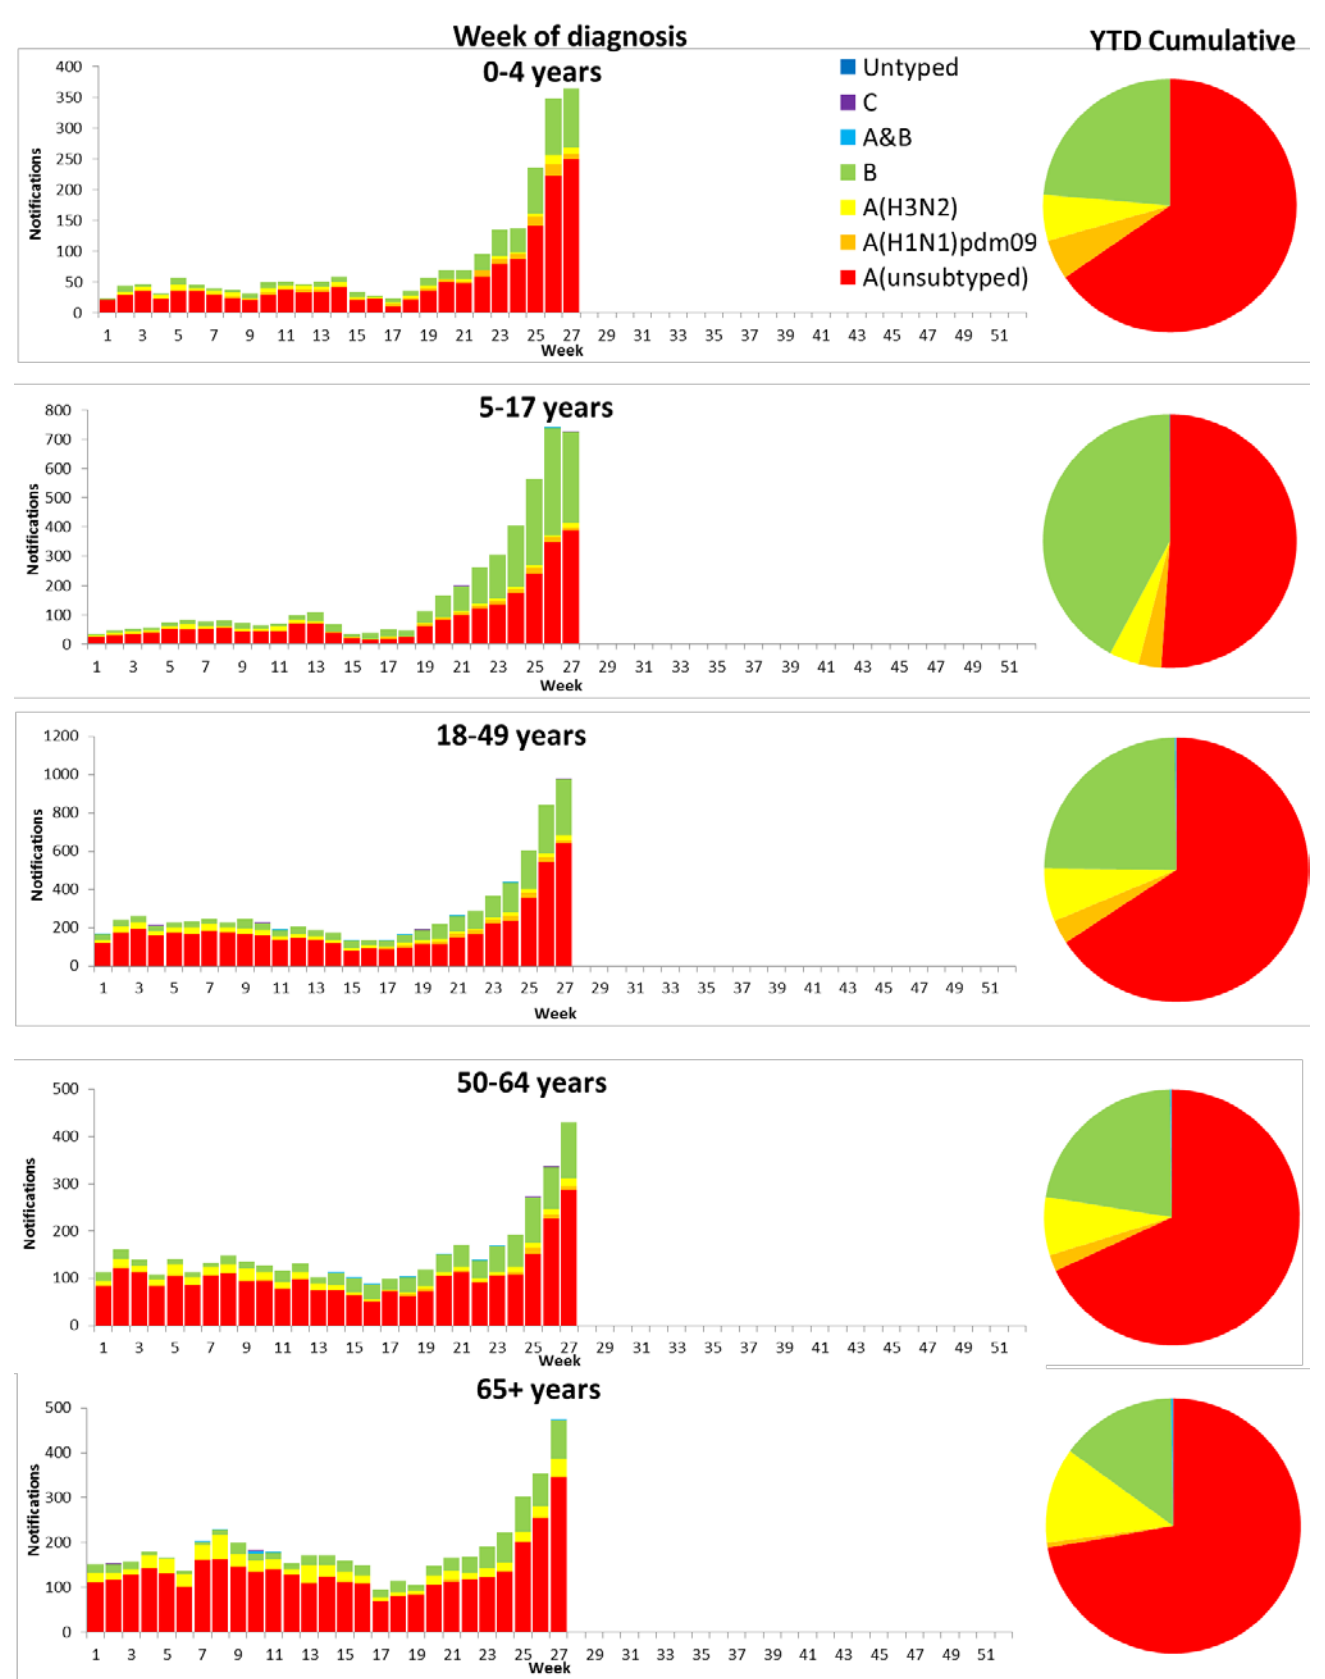 Week of diagnosis
YTD Cumulative
0-4 years
Untyped
C
A&B
B
A(H3N2)
A(H1N1)pdm09
A(unsubtyped)
Notifications
400
350
300
250
200
150
100
50
0
1 3 5 7 9 11 13 15 17 19 21 23 25 27 29 31 33 35 37 39 41 43 45 47 49 51
Week
5-17 years
Notifications
800
700
600
500
400
300
200
100
0
1 3 5 7 9 11 13 15 17 19 21 23 25 27 29 31 33 35 37 39 41 43 45 47 49 51
Week
18-49 years
Notifications
1200
1000
800
600
400
200
0
1 3 5 7 9 11 13 15 17 19 21 23 25 27 29 31 33 35 37 39 41 43 45 47 49 51
Week
50-64 years
Notifications
500
400
300
200
100
0
1 3 5 7 9 11 13 15 17 19 21 23 25 27 29 31 33 35 37 39 41 43 45 47 49 51
Week
65+ years
Notifications
500
400
300
200
100
0
1 3 5 7 9 11 13 15 17 19 21 23 25 27 29 31 33 35 37 39 41 43 45 47 49 51
Week